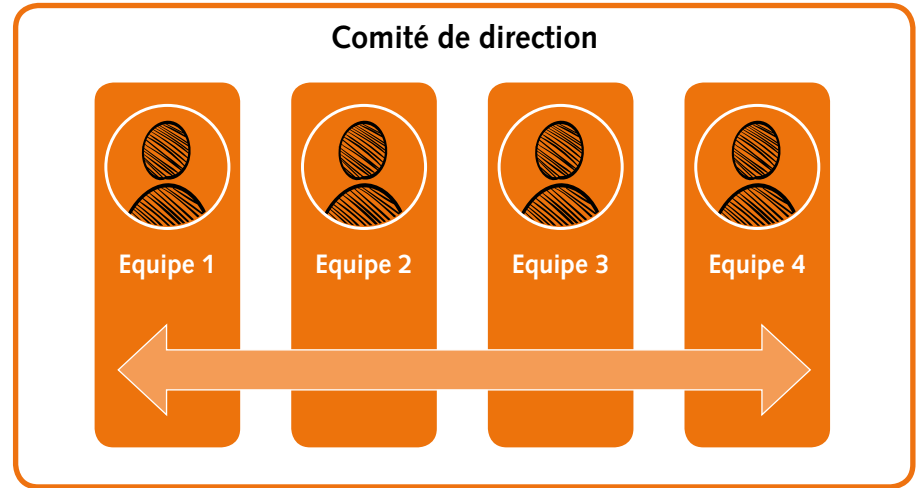 Comité de direction
Equipe 1
Equipe 2
Equipe 3
Equipe 4